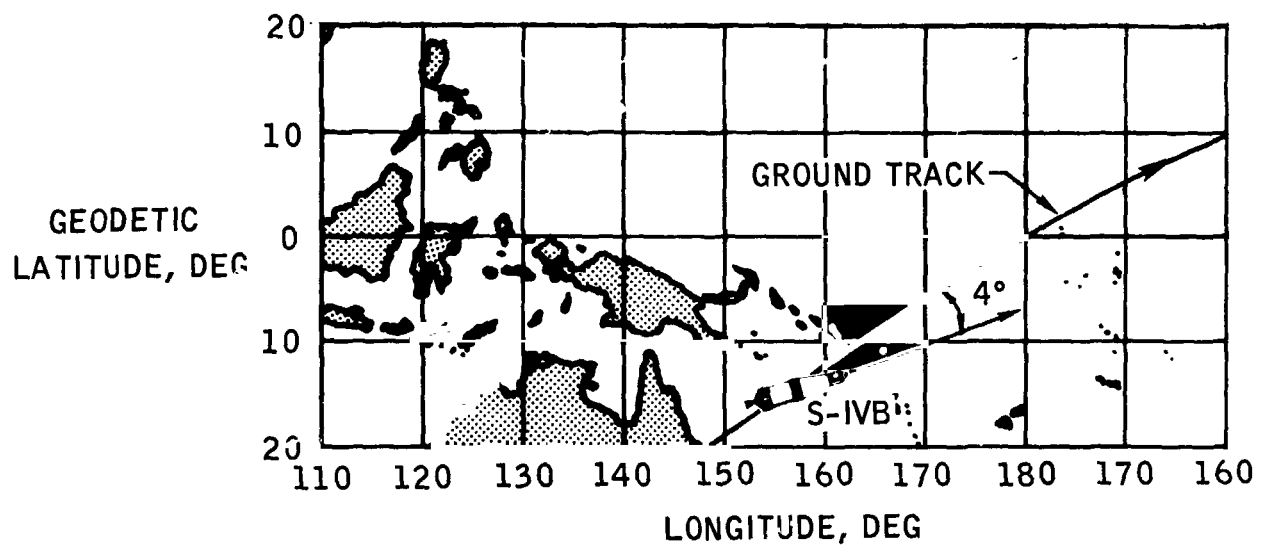 20
10
GROUND TRACK
GEODETIC
LATITUDE, DEG
0
4°
10
S-IVB
20
110 120 130 140 150 160 170 180 170 160
LONGITUDE, DEG